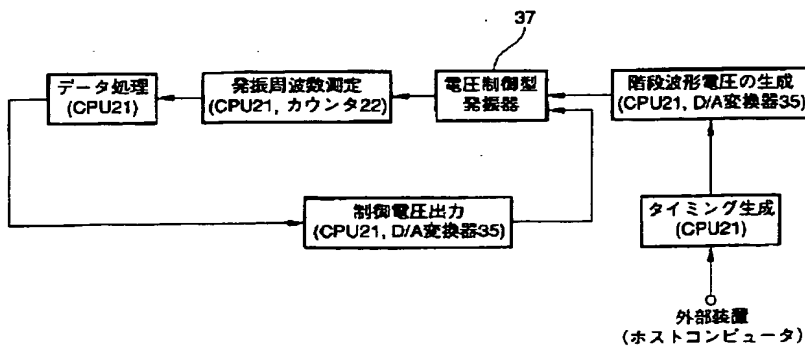 37
データ処理
(CPU21)
発振周波数測定
(CPU21, カウンタ22)
電圧制御型
発振器
階段波形電圧の生成
(CPU21, D/A変換器35)
制御電圧出力
(CPU21, D/A変換器35)
タイミング生成
(CPU21)
外部装置
(ホストコンピュータ)